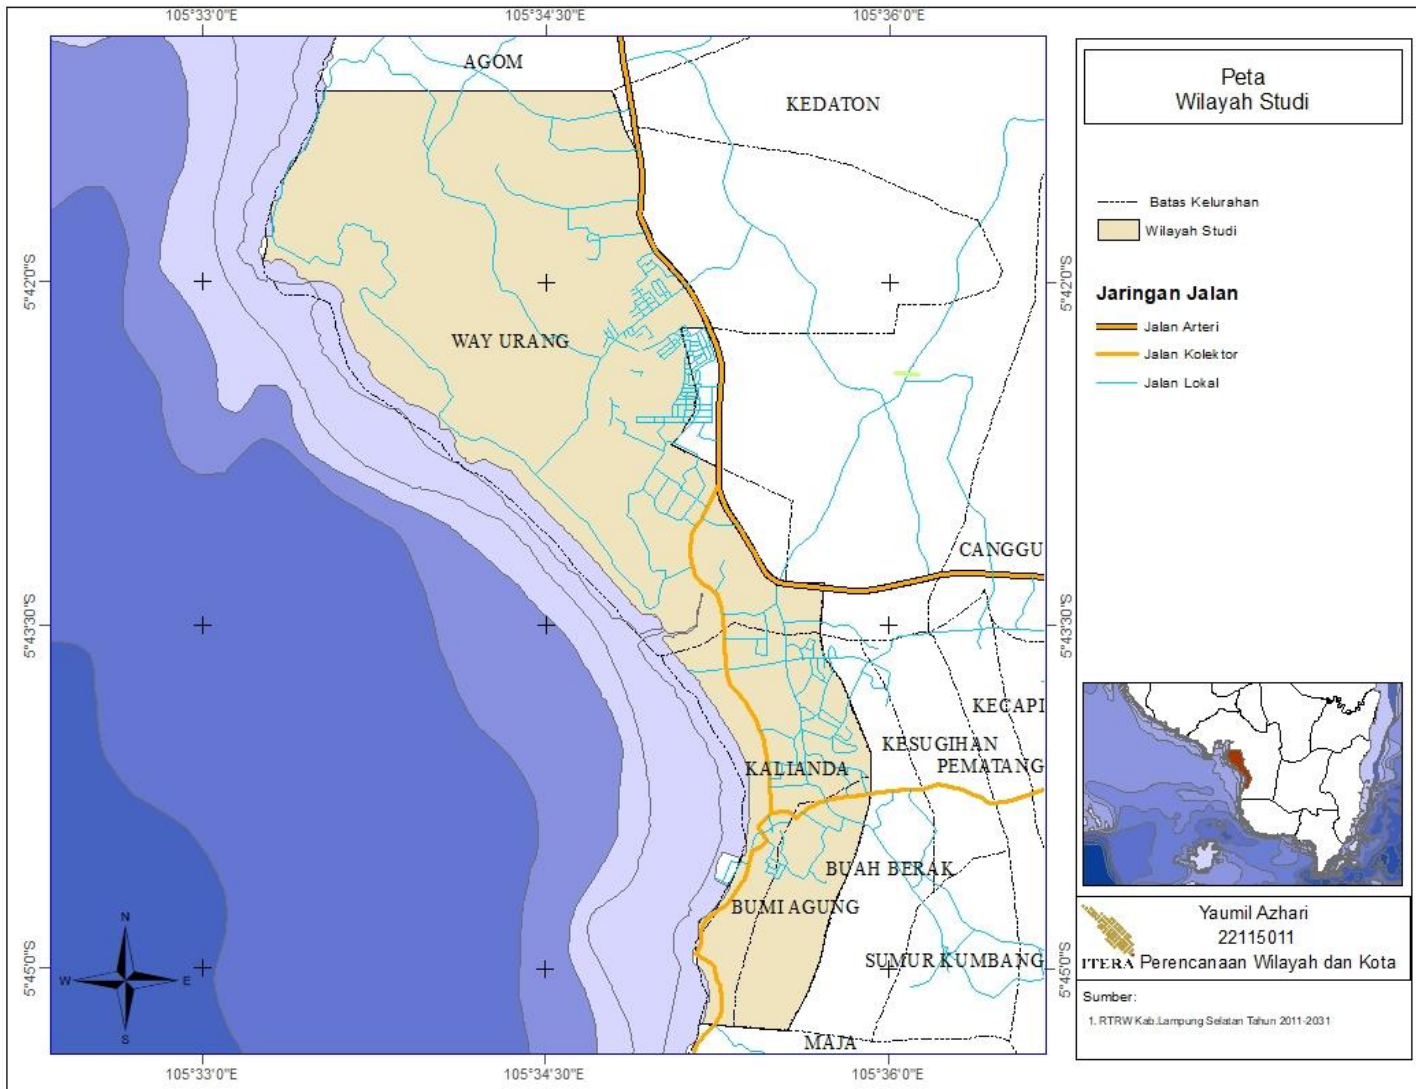 105°33'0"E
105°34'30"E
105°36'0"E
AGOM
KEDATON
5°42'0"S
5°42'0"S
WAY URANG
CANGGU
5°43'30"S
5°43'30"S
KECAPI
KESUGIHAN
PEMATANG
KALIANDA
BUAH BERAK
BUMI AGUNG
SUMUR KUMBANG
5°45'0"S
5°45'0"S
MAJA
N
W
E
S
105°33'0"E
105°34'30"E
105°36'0"E
Peta
Wilayah Studi
Batas Kelurahan
Wilayah Studi
Jaringan Jalan
Jalan Arteri
Jalan Kolektor
Jalan Lokal
Yaumil Azhari
22115011
ITERA Perencanaan Wilayah dan Kota
Sumber:
1. RTRW Kab.Lampung Selatan Tahun 2011-2031